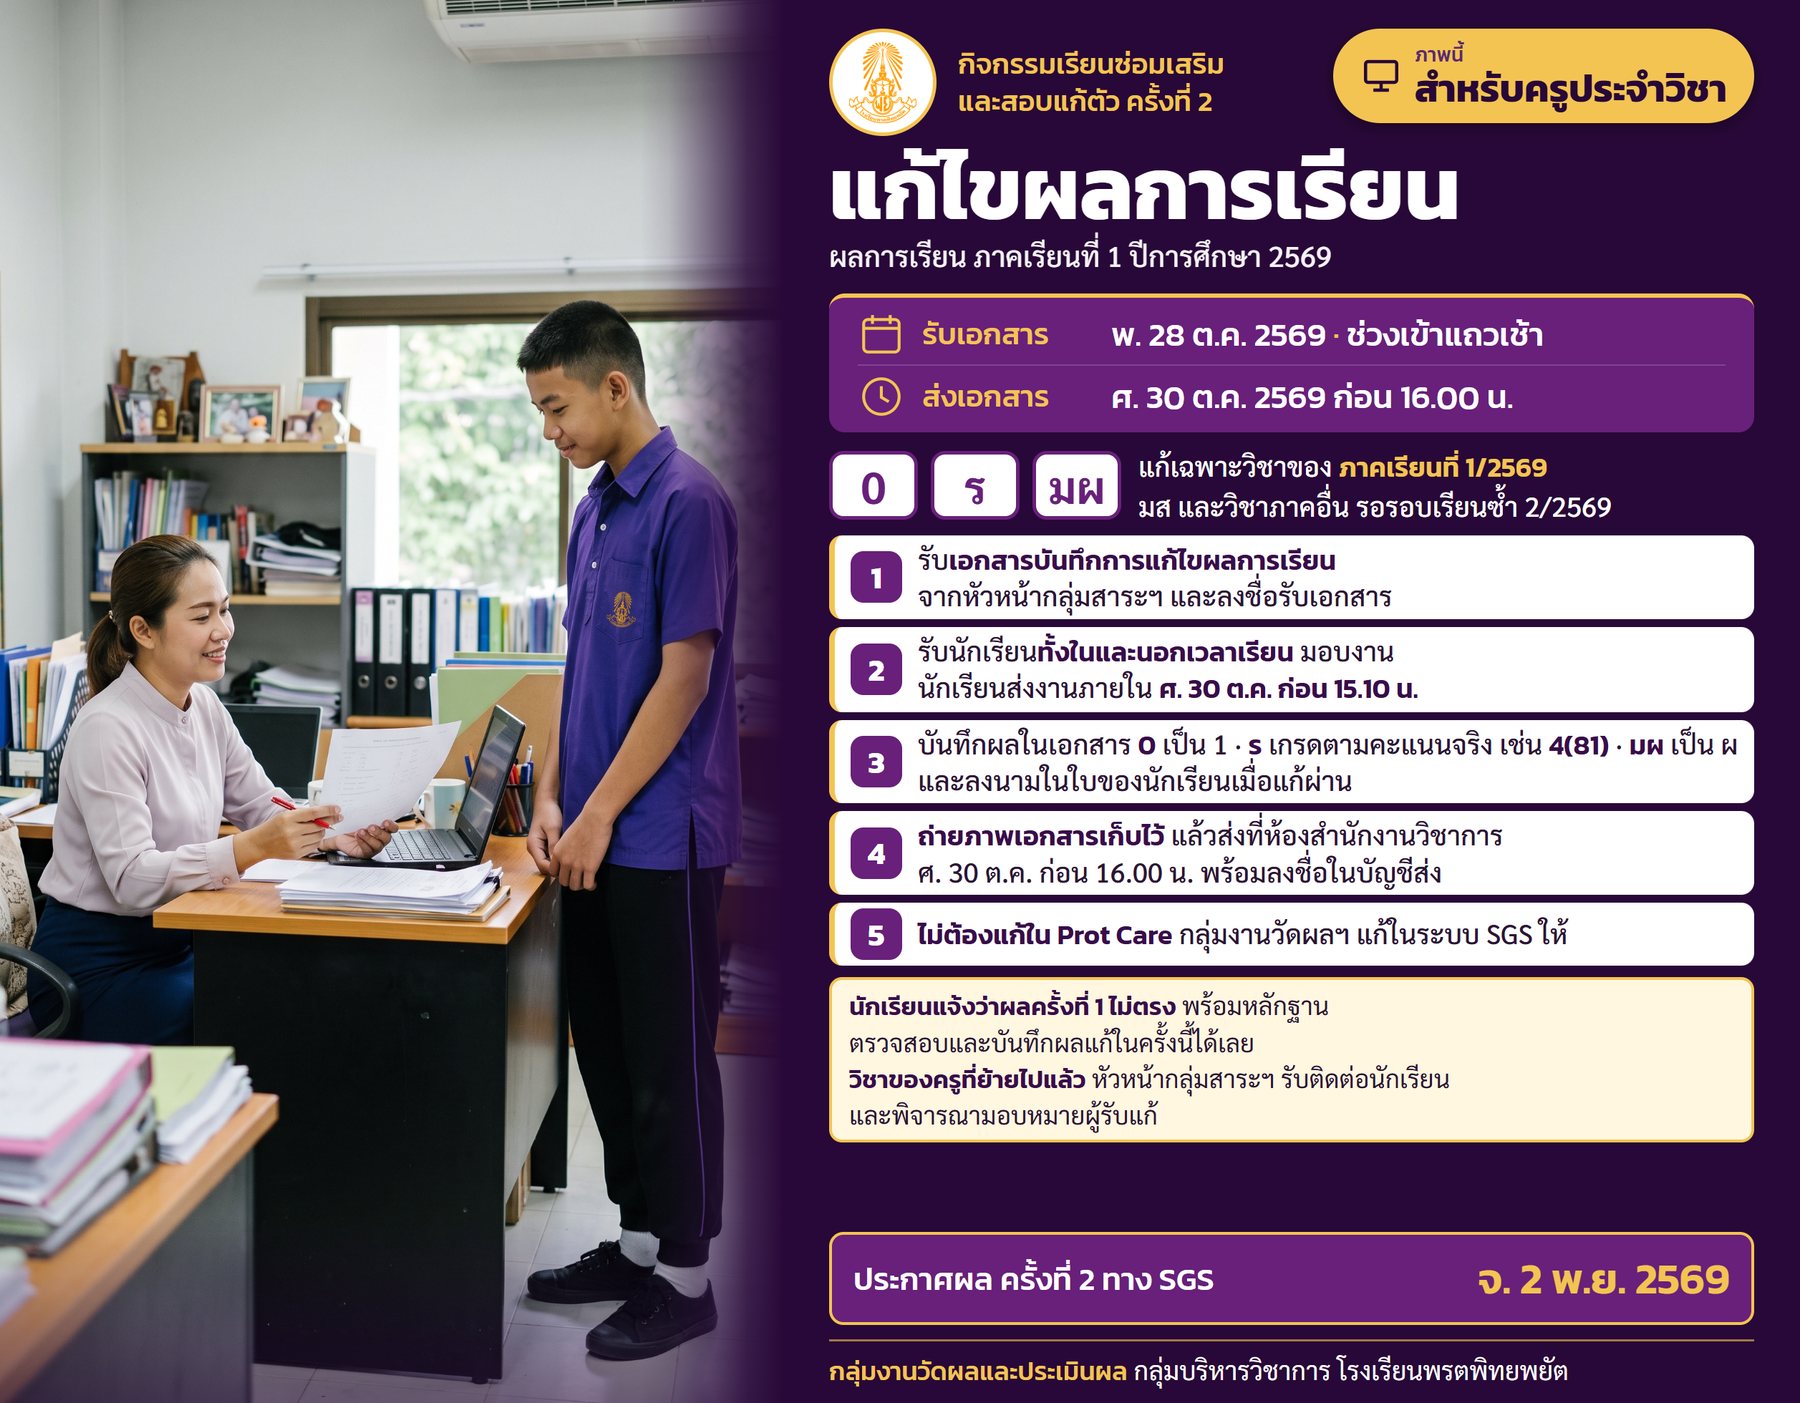 กิจกรรมเรียนซ่อมเสริม
และสอบแก้ตัว ครั้งที่ 2
ภาพนี้
สำหรับครูประจำวิชา
แก้ไขผลการเรียน
ผลการเรียน ภาคเรียนที่ 1 ปีการศึกษา 2569
รับเอกสาร พ. 28 ต.ค. 2569 · ช่วงเข้าแถวเช้า
ส่งเอกสาร ศ. 30 ต.ค. 2569 ก่อน 16.00 น.
0 ร มผ
แก้เฉพาะวิชาของ ภาคเรียนที่ 1/2569
มส และวิชาภาคอื่น รอรอบเรียนซ้ำ 2/2569
1 รับเอกสารบันทึกการแก้ไขผลการเรียน
จากหัวหน้ากลุ่มสาระฯ และลงชื่อรับเอกสาร
2 รับนักเรียนทั้งในและนอกเวลาเรียน มอบงาน
นักเรียนส่งงานภายใน ศ. 30 ต.ค. ก่อน 15.10 น.
3 บันทึกผลในเอกสาร 0 เป็น 1 · ร เกรดตามคะแนนจริง เช่น 4(81) · มผ เป็น ผ
และลงนามในใบของนักเรียนเมื่อแก้ผ่าน
4 ถ่ายภาพเอกสารเก็บไว้ แล้วส่งที่ห้องสำนักงานวิชาการ
ศ. 30 ต.ค. ก่อน 16.00 น. พร้อมลงชื่อในบัญชีส่ง
5 ไม่ต้องแก้ใน Prot Care กลุ่มงานวัดผลฯ แก้ในระบบ SGS ให้
นักเรียนแจ้งว่าผลครั้งที่ 1 ไม่ตรง พร้อมหลักฐาน
ตรวจสอบและบันทึกผลแก้ในครั้งนี้ได้เลย
วิชาของครูที่ย้ายไปแล้ว หัวหน้ากลุ่มสาระฯ รับติดต่อนักเรียน
และพิจารณามอบหมายผู้รับแก้
ประกาศผล ครั้งที่ 2 ทาง SGS จ. 2 พ.ย. 2569
กลุ่มงานวัดผลและประเมินผล กลุ่มบริหารวิชาการ โรงเรียนพรตพิทยพยัต